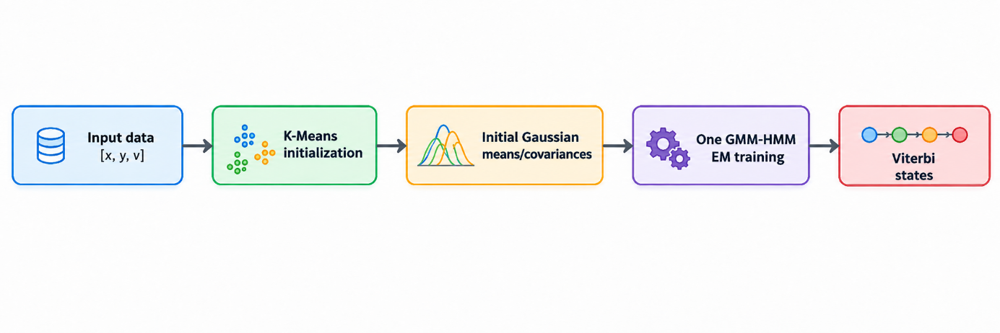 Input data
[x, y, v]
K-Means
initialization
Initial Gaussian
means/covariances
One GMM-HMM
EM training
Viterbi
states